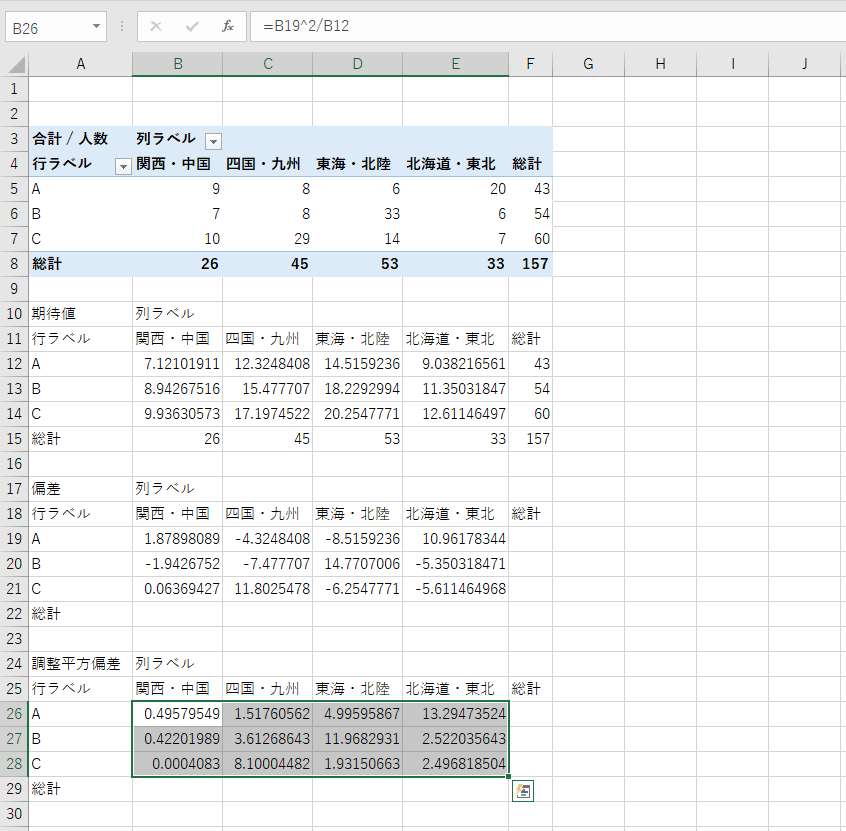 B26 fx =B19^2/B12
A B C D E F G H I J
1
2
3 合計 / 人数 列ラベル
4 行ラベル 関西・中国 四国・九州 東海・北陸 北海道・東北 総計
5 A 9 8 6 20 43
6 B 7 8 33 6 54
7 C 10 29 14 7 60
8 総計 26 45 53 33 157
9
10 期待値 列ラベル
11 行ラベル 関西・中国 四国・九州 東海・北陸 北海道・東北 総計
12 A 7.12101911 12.3248408 14.5159236 9.038216561 43
13 B 8.94267516 15.477707 18.2292994 11.35031847 54
14 C 9.93630573 17.1974522 20.2547771 12.61146497 60
15 総計 26 45 53 33 157
16
17 偏差 列ラベル
18 行ラベル 関西・中国 四国・九州 東海・北陸 北海道・東北 総計
19 A 1.87898089 -4.3248408 -8.5159236 10.96178344
20 B -1.9426752 -7.477707 14.7707006 -5.350318471
21 C 0.06369427 11.8025478 -6.2547771 -5.611464968
22 総計
23
24 調整平方偏差 列ラベル
25 行ラベル 関西・中国 四国・九州 東海・北陸 北海道・東北 総計
26 A 0.49579549 1.51760562 4.99595867 13.29473524
27 B 0.42201989 3.61268643 11.9682931 2.522035643
28 C 0.0004083 8.10004482 1.93150663 2.496818504
29 総計
30